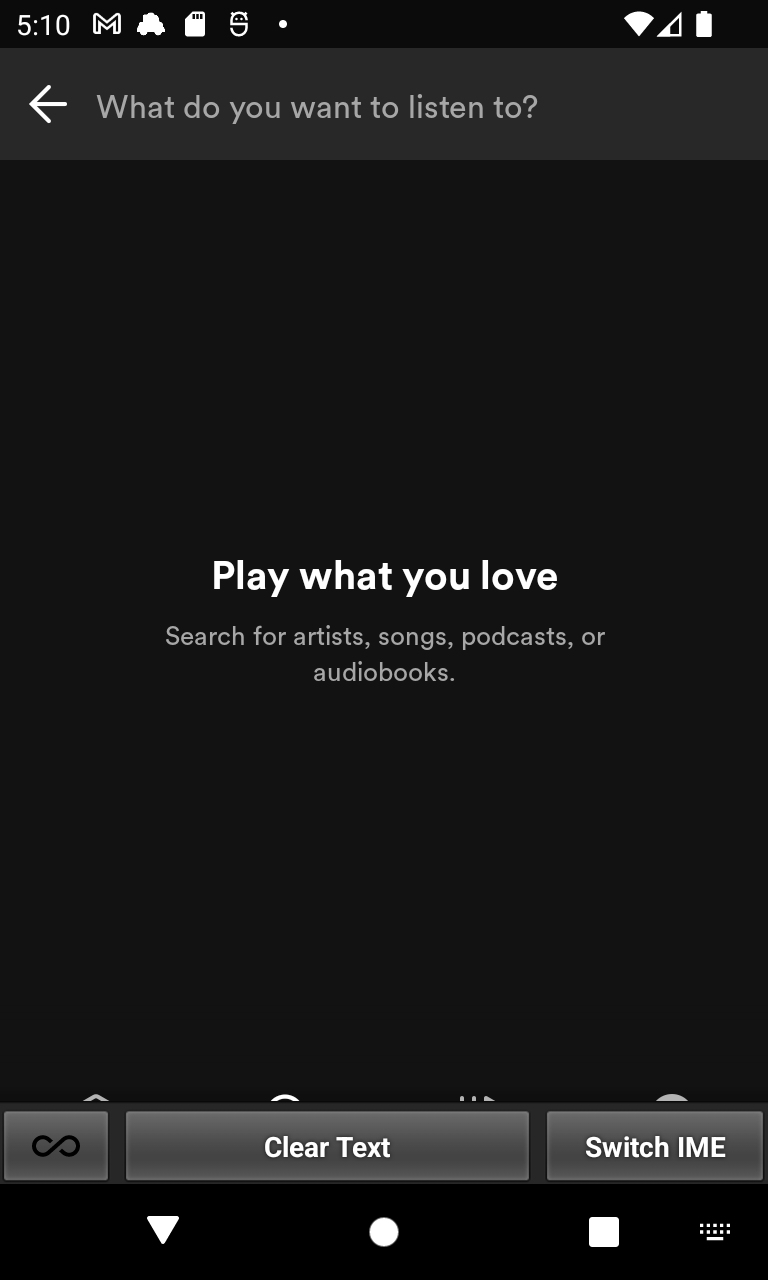 5:10
What do you want to listen to?
Play what you love
Search for artists, songs, podcasts, or
audiobooks.
Clear Text
Switch IME